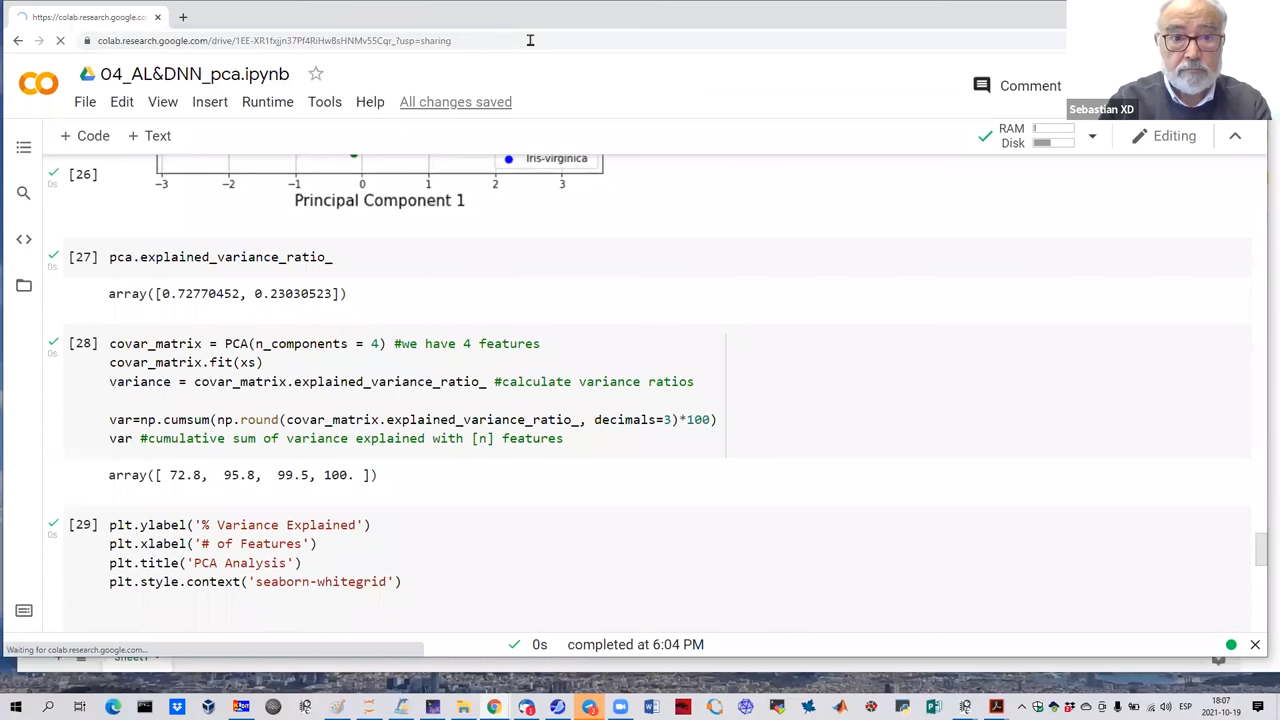 https://colab.research.google.co...
colab.research.google.com/drive/1EE-XR1fxjjn37Pf4RiHwBsHNMv55Cqr_?usp=sharing
04_AL&DNN_pca.ipynb
Comment
Sebastian XD
File Edit View Insert Runtime Tools Help All changes saved
+ Code + Text
RAM
Disk
Editing
[26]
Iris-virginica
−3 −2 −1 0 1 2 3
Principal Component 1
0s
[27] pca.explained_variance_ratio_
0s
array([0.72770452, 0.23030523])
[28] covar_matrix = PCA(n_components = 4) #we have 4 features
0s
covar_matrix.fit(xs)
variance = covar_matrix.explained_variance_ratio_ #calculate variance ratios
var=np.cumsum(np.round(covar_matrix.explained_variance_ratio_, decimals=3)*100)
var #cumulative sum of variance explained with [n] features
array([ 72.8, 95.8, 99.5, 100. ])
[29] plt.ylabel('% Variance Explained')
0s
plt.xlabel('# of Features')
plt.title('PCA Analysis')
plt.style.context('seaborn-whitegrid')
0s completed at 6:04 PM
Waiting for colab.research.google.com...
Sheet1
ESP
18:07
2021-10-19